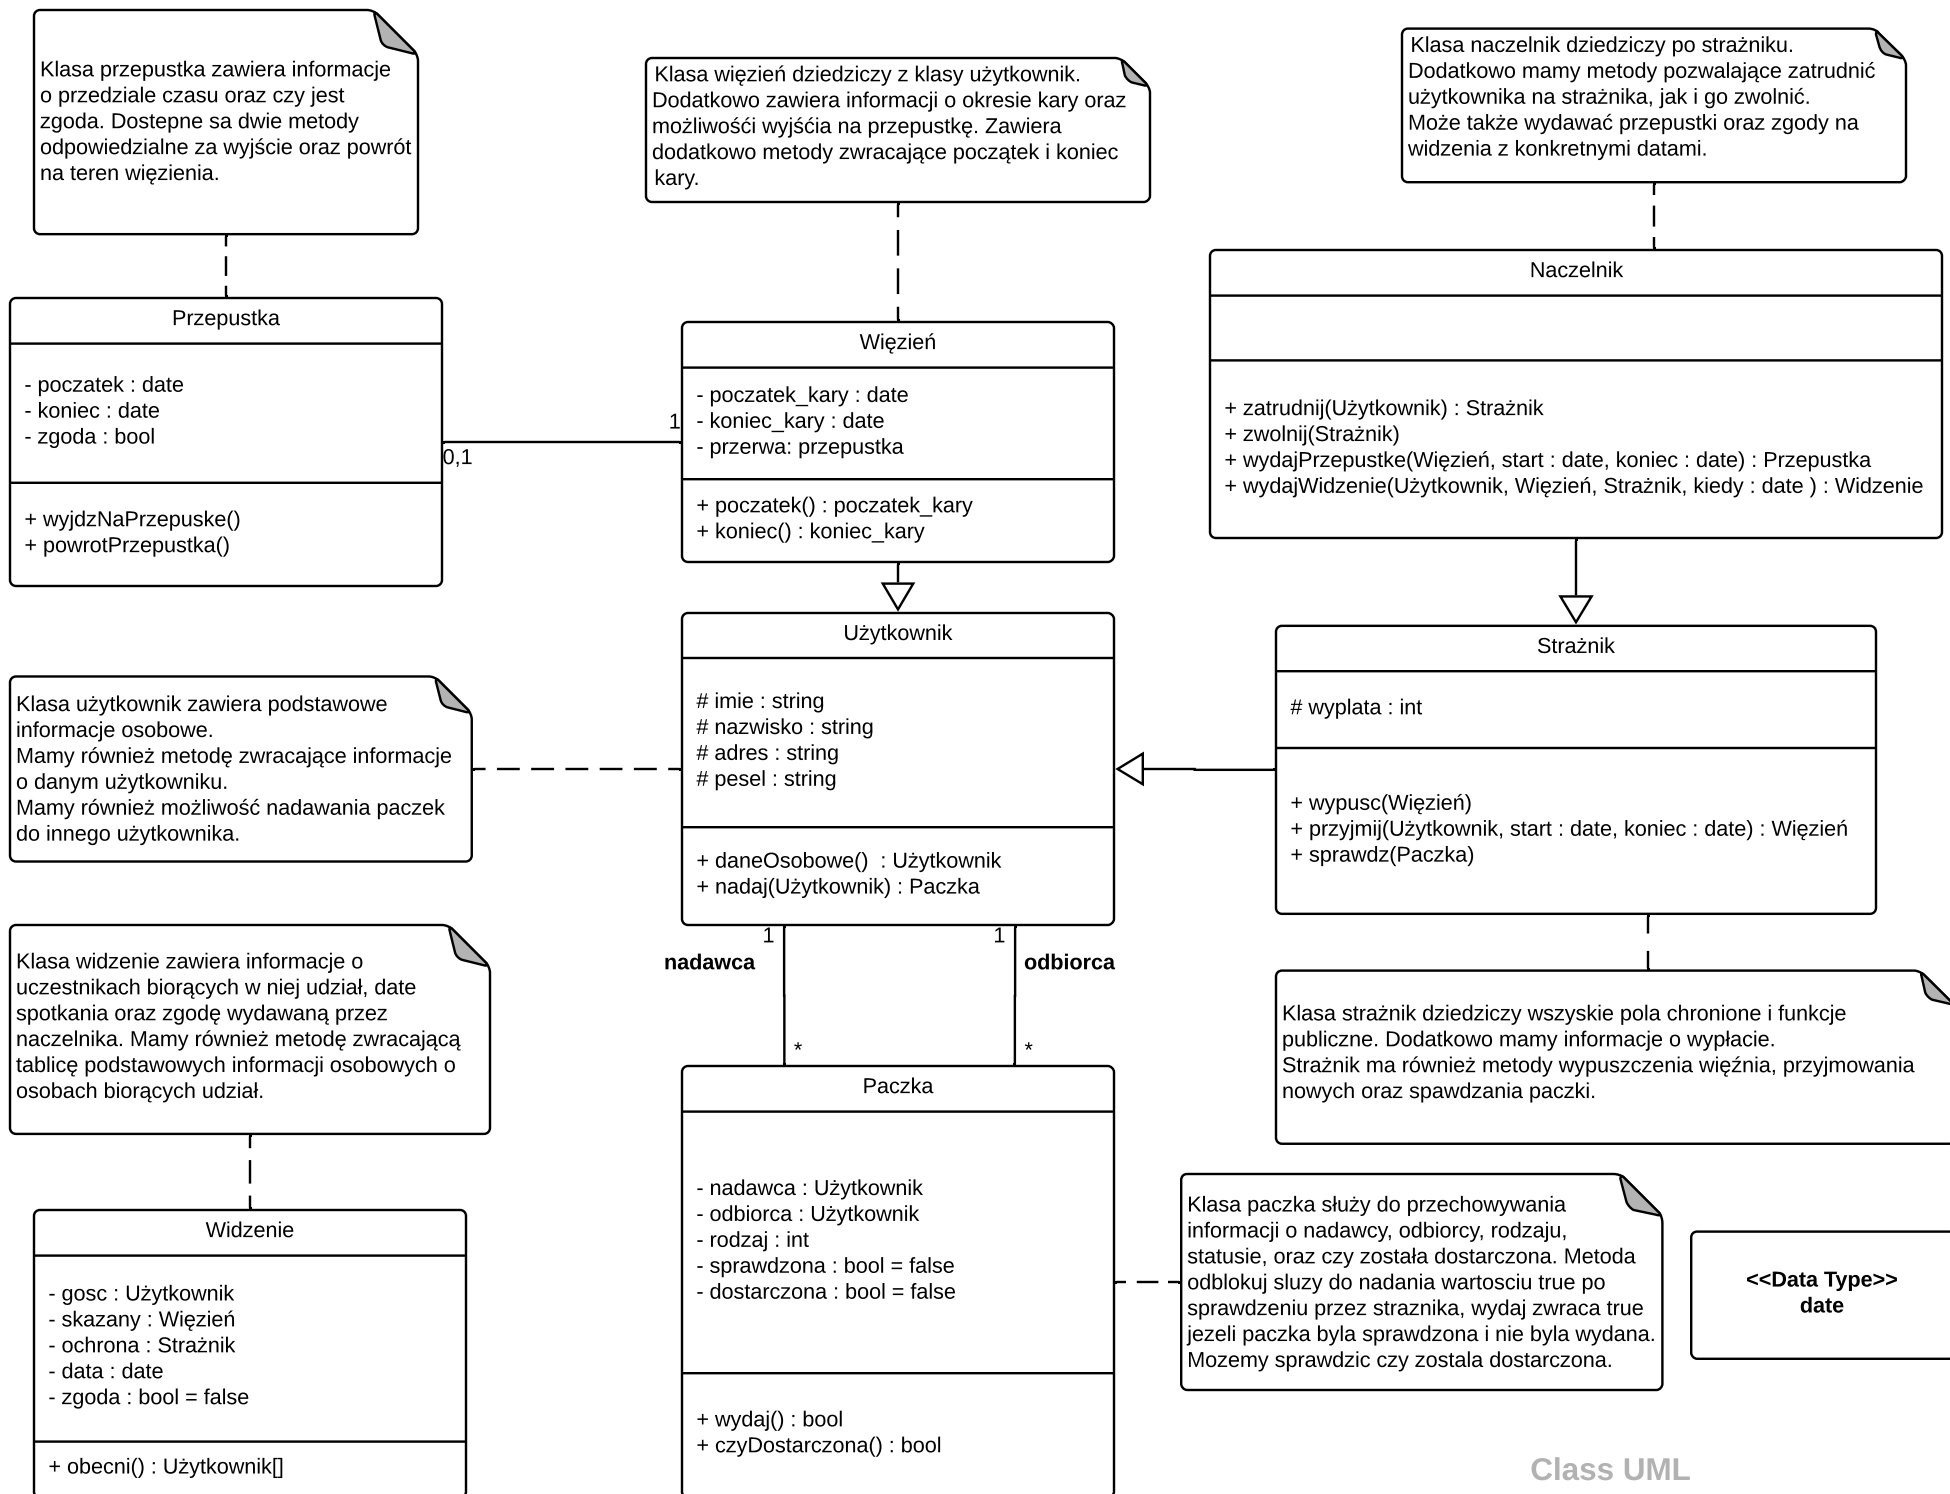 Klasa przepustka zawiera informacje
o przedziale czasu oraz czy jest
zgoda. Dostepne sa dwie metody
odpowiedzialne za wyjście oraz powrót
na teren więzienia.
Klasa więzień dziedziczy z klasy użytkownik.
Dodatkowo zawiera informacji o okresie kary oraz
możliwośći wyjśćia na przepustkę. Zawiera
dodatkowo metody zwracające początek i koniec
kary.
Klasa naczelnik dziedziczy po strażniku.
Dodatkowo mamy metody pozwalające zatrudnić
użytkownika na strażnika, jak i go zwolnić.
Może także wydawać przepustki oraz zgody na
widzenia z konkretnymi datami.
Przepustka
- poczatek : date
- koniec : date
- zgoda : bool
+ wyjdzNaPrzepuske()
+ powrotPrzepustka()
0,1
1
Więzień
- poczatek_kary : date
- koniec_kary : date
- przerwa: przepustka
+ poczatek() : poczatek_kary
+ koniec() : koniec_kary
Naczelnik
+ zatrudnij(Użytkownik) : Strażnik
+ zwolnij(Strażnik)
+ wydajPrzepustke(Więzień, start : date, koniec : date) : Przepustka
+ wydajWidzenie(Użytkownik, Więzień, Strażnik, kiedy : date ) : Widzenie
Klasa użytkownik zawiera podstawowe
informacje osobowe.
Mamy również metodę zwracające informacje
o danym użytkowniku.
Mamy również możliwość nadawania paczek
do innego użytkownika.
Użytkownik
# imie : string
# nazwisko : string
# adres : string
# pesel : string
+ daneOsobowe()  : Użytkownik
+ nadaj(Użytkownik) : Paczka
Strażnik
# wyplata : int
+ wypusc(Więzień)
+ przyjmij(Użytkownik, start : date, koniec : date) : Więzień
+ sprawdz(Paczka)
1
nadawca
*
1
odbiorca
*
Klasa widzenie zawiera informacje o
uczestnikach biorących w niej udział, date
spotkania oraz zgodę wydawaną przez
naczelnika. Mamy również metodę zwracającą
tablicę podstawowych informacji osobowych o
osobach biorących udział.
Klasa strażnik dziedziczy wszyskie pola chronione i funkcje
publiczne. Dodatkowo mamy informacje o wypłacie.
Strażnik ma również metody wypuszczenia więźnia, przyjmowania
nowych oraz spawdzania paczki.
Widzenie
- gosc : Użytkownik
- skazany : Więzień
- ochrona : Strażnik
- data : date
- zgoda : bool = false
+ obecni() : Użytkownik[]
Paczka
- nadawca : Użytkownik
- odbiorca : Użytkownik
- rodzaj : int
- sprawdzona : bool = false
- dostarczona : bool = false
+ wydaj() : bool
+ czyDostarczona() : bool
Klasa paczka służy do przechowywania
informacji o nadawcy, odbiorcy, rodzaju,
statusie, oraz czy została dostarczona. Metoda
odblokuj sluzy do nadania wartosciu true po
sprawdzeniu przez straznika, wydaj zwraca true
jezeli paczka byla sprawdzona i nie byla wydana.
Mozemy sprawdzic czy zostala dostarczona.
<<Data Type>>
date
Class UML